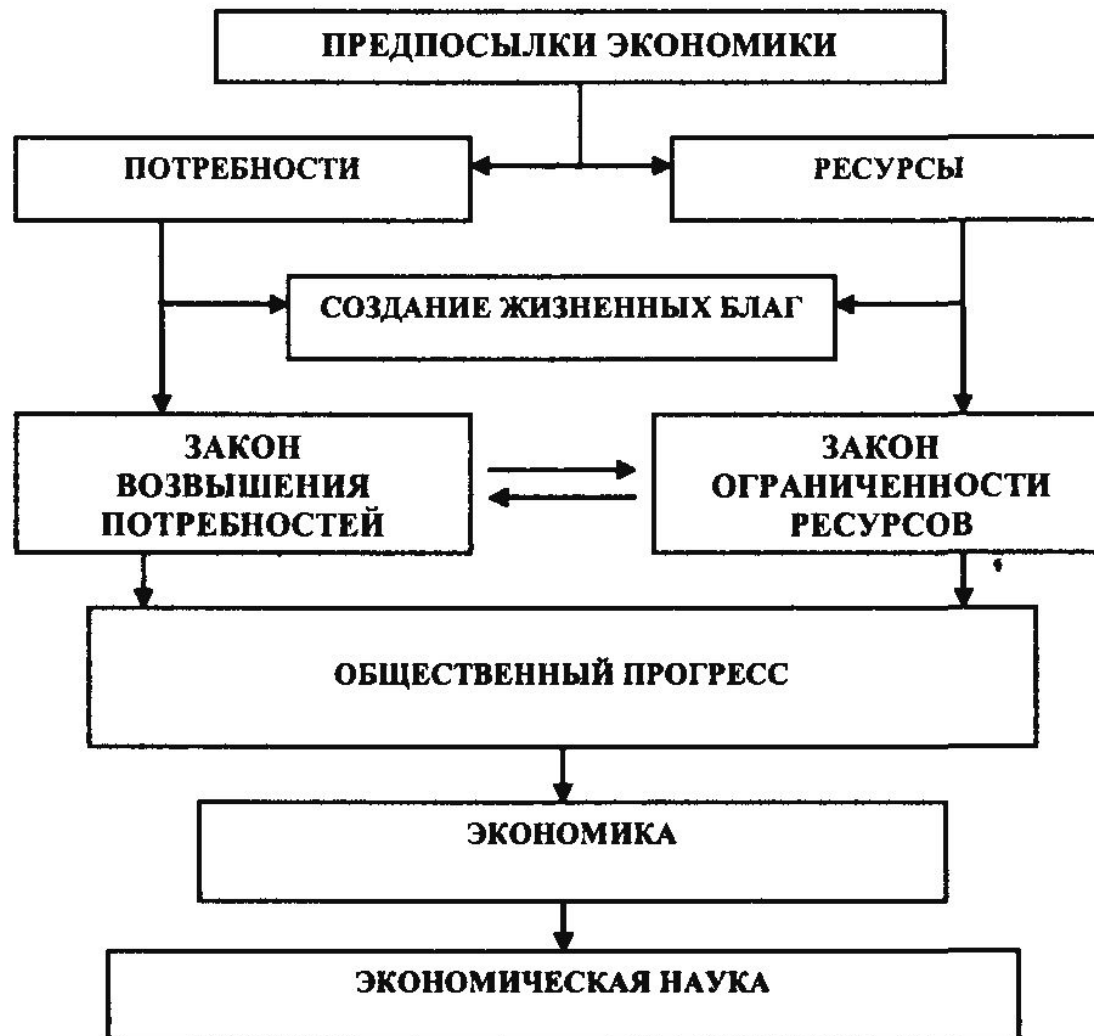 ПРЕДПОСЫЛКИ ЭКОНОМИКИ
ПОТРЕБНОСТИ
РЕСУРСЫ
СОЗДАНИЕ ЖИЗНЕННЫХ БЛАГ
ЗАКОН
ВОЗВЫШЕНИЯ
ПОТРЕБНОСТЕЙ
ЗАКОН
ОГРАНИЧЕННОСТИ
РЕСУРСОВ
ОБЩЕСТВЕННЫЙ ПРОГРЕСС
ЭКОНОМИКА
ЭКОНОМИЧЕСКАЯ НАУКА